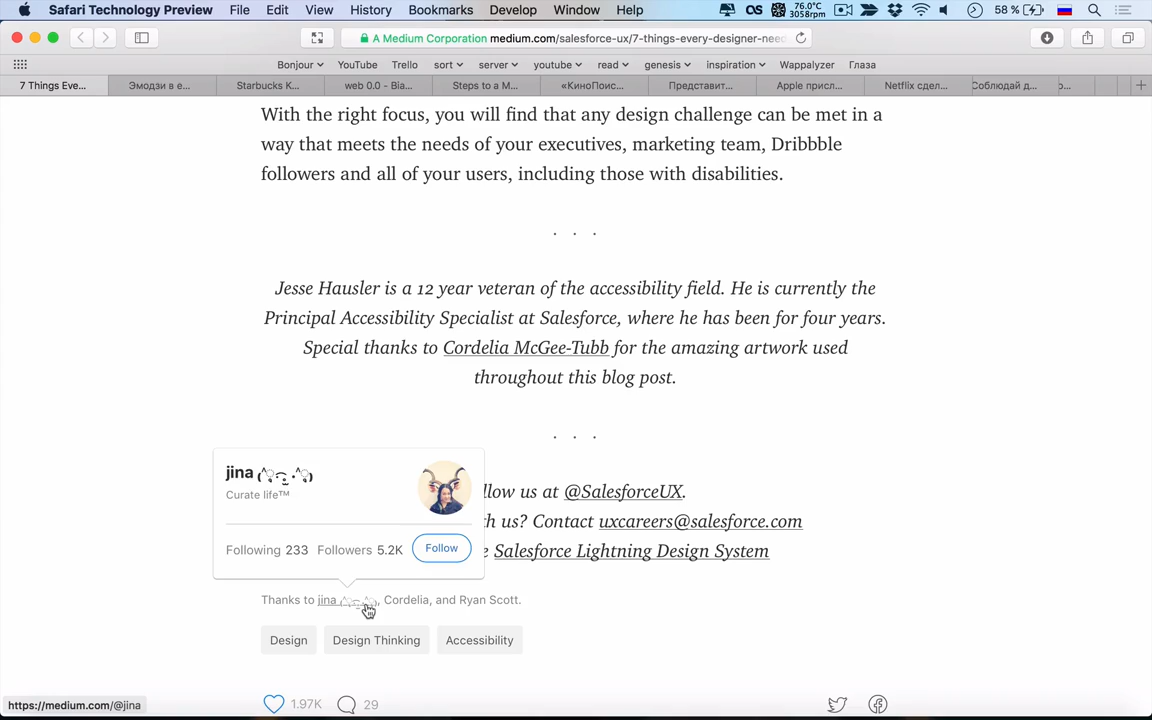 Safari Technology Preview File Edit View History Bookmarks Develop Window Help 76.0°C 3058rpm 58 %
A Medium Corporation medium.com/salesforce-ux/7-things-every-designer-nee
Bonjour YouTube Trello sort server youtube read genesis inspiration Wappalyzer Глаза
7 Things Eve... Эмодзи в е... Starbucks K... web 0.0 - Bia... Steps to a M... «КиноПоис... Представит... Apple присл... Netflix сдел... Соблюдай д...
With the right focus, you will find that any design challenge can be met in a
way that meets the needs of your executives, marketing team, Dribbble
followers and all of your users, including those with disabilities.
. . .
Jesse Hausler is a 12 year veteran of the accessibility field. He is currently the
Principal Accessibility Specialist at Salesforce, where he has been for four years.
Special thanks to Cordelia McGee-Tubb for the amazing artwork used
throughout this blog post.
. . .
jina
Curate life™
Following 233 Followers 5.2K Follow
llow us at @SalesforceUX.
th us? Contact uxcareers@salesforce.com
e Salesforce Lightning Design System
Thanks to jina , Cordelia, and Ryan Scott.
Design Design Thinking Accessibility
1.97K 29
https://medium.com/@jina